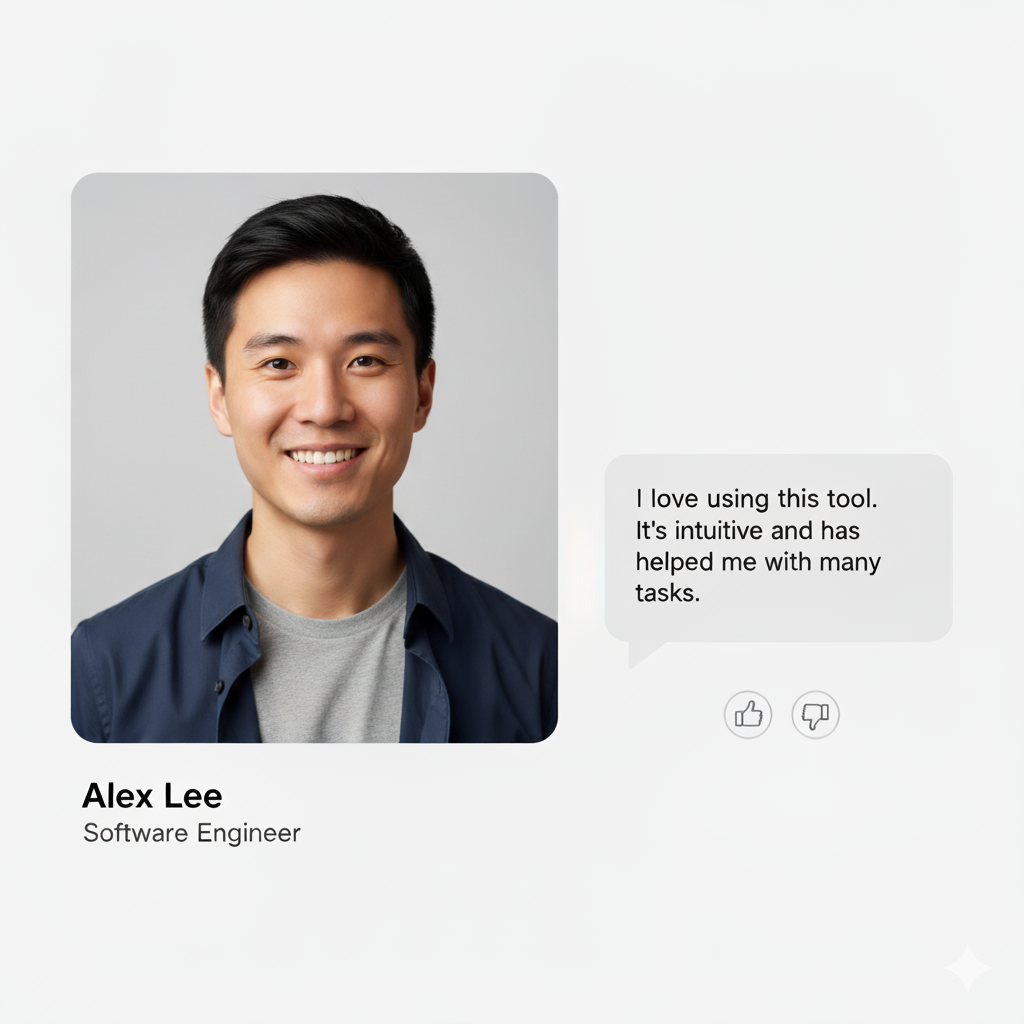 I love using this tool.
It's intuitive and has
helped me with many
tasks.
Alex Lee
Software Engineer